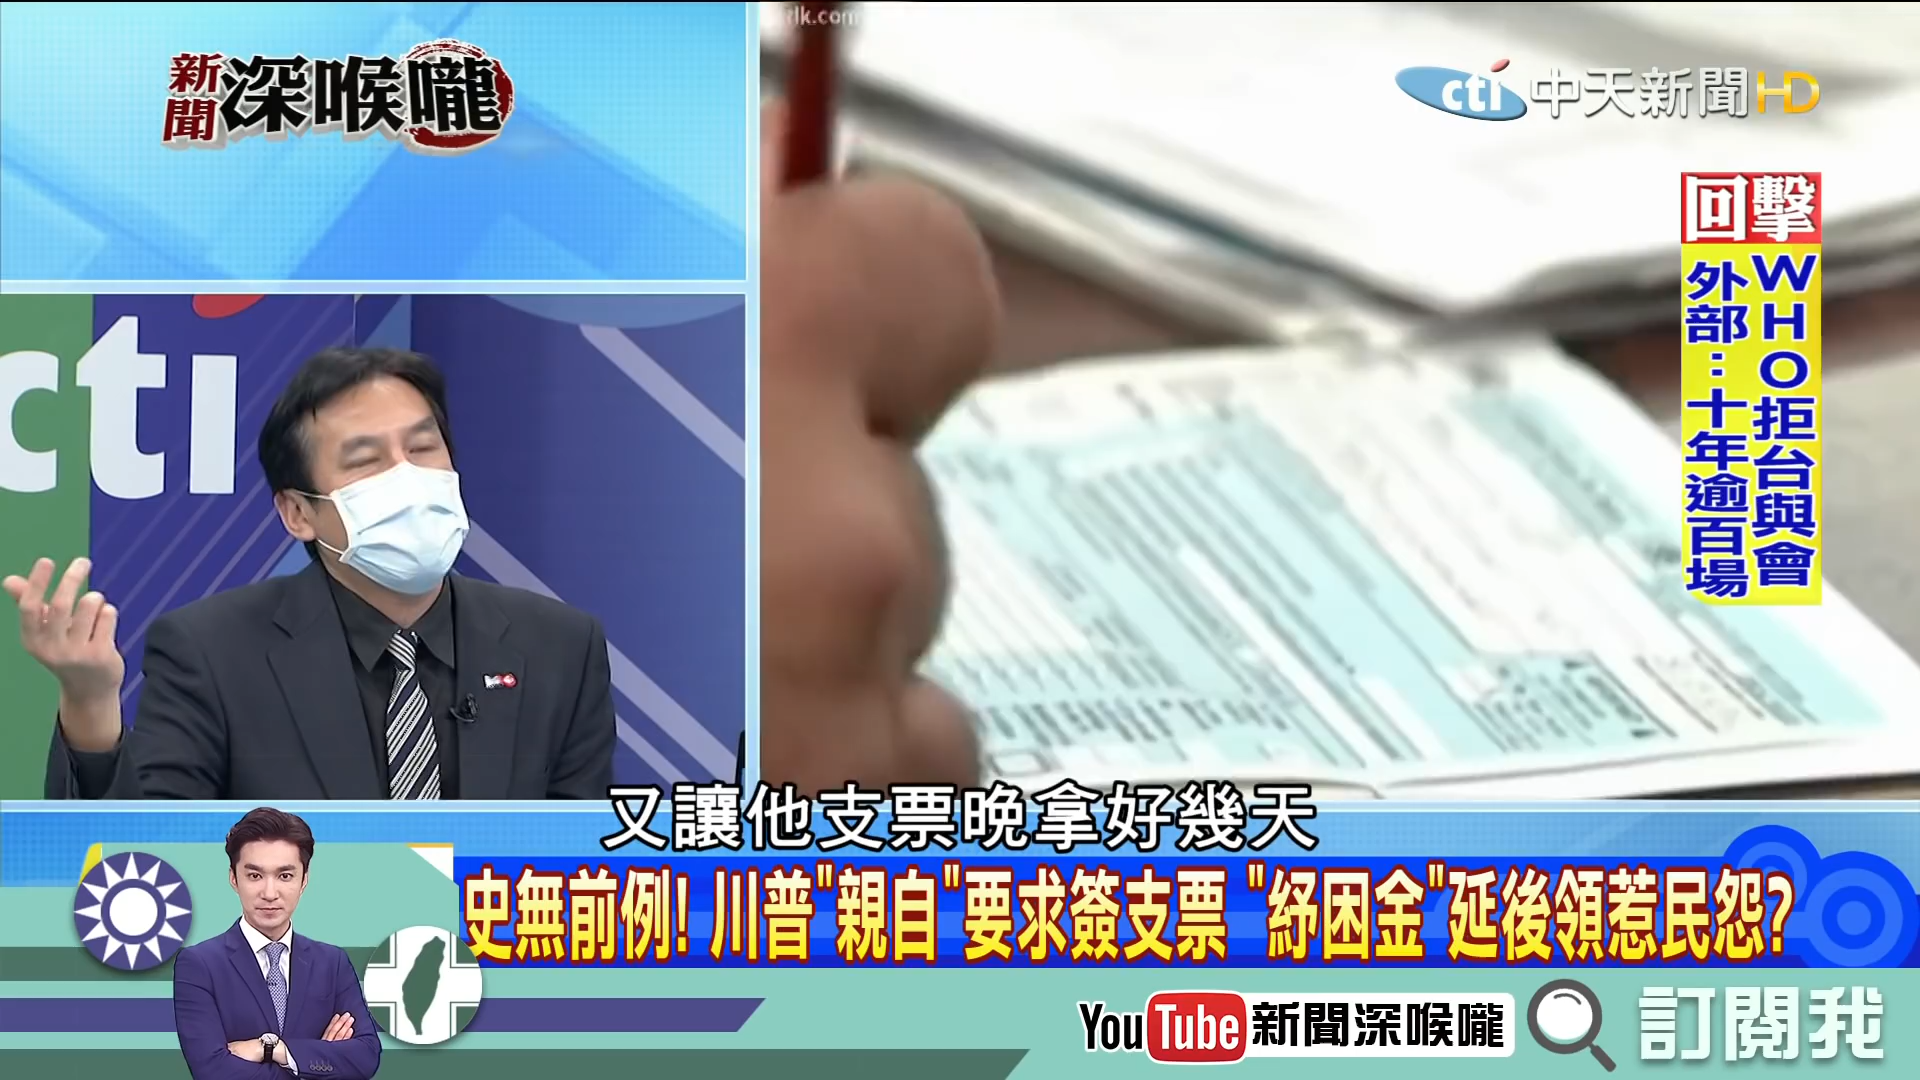 新聞深喉嚨
rlk.com
cti 中天新聞HD
回擊
WHO拒台與會
外部：十年逾百場
cti
又讓他支票晚拿好幾天
史無前例！川普"親自"要求簽支票 "紓困金"延後領惹民怨？
YouTube 新聞深喉嚨
訂閱我